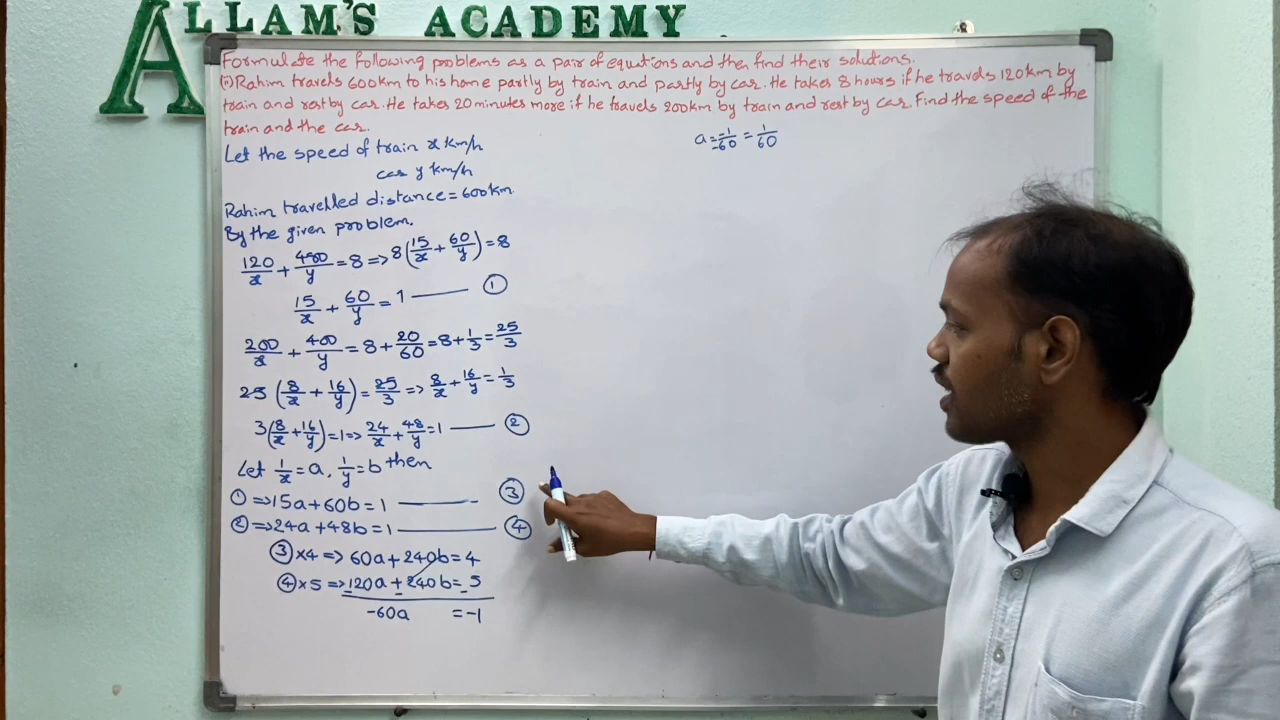 ALLAM'S ACADEMY
Formulate the following problems as a pair of equations and then find their solutions.
(ii) Rahim travels 600km to his home partly by train and partly by car. He takes 8 hours if he travels 120km by
train and rest by car. He takes 20 minutes more if he travels 200km by train and rest by car. Find the speed of the
train and the car.
Let the speed of train x km/h
car y km/h
Rahim travelled distance = 600km.
By the given problem.
120/x + 480/y = 8 => 8(15/x + 60/y) = 8
15/x + 60/y = 1 —— ①
200/x + 400/y = 8 + 20/60 = 8 + 1/3 = 25/3
25(8/x + 16/y) = 25/3 => 8/x + 16/y = 1/3
3(8/x + 16/y) = 1 => 24/x + 48/y = 1 —— ②
Let 1/x = a, 1/y = b then
① => 15a + 60b = 1 —— ③
② => 24a + 48b = 1 —— ④
③ × 4 => 60a + 240b = 4
④ × 5 => 120a + 240b = 5
- - -
-60a = -1
a = -1/-60 = 1/60